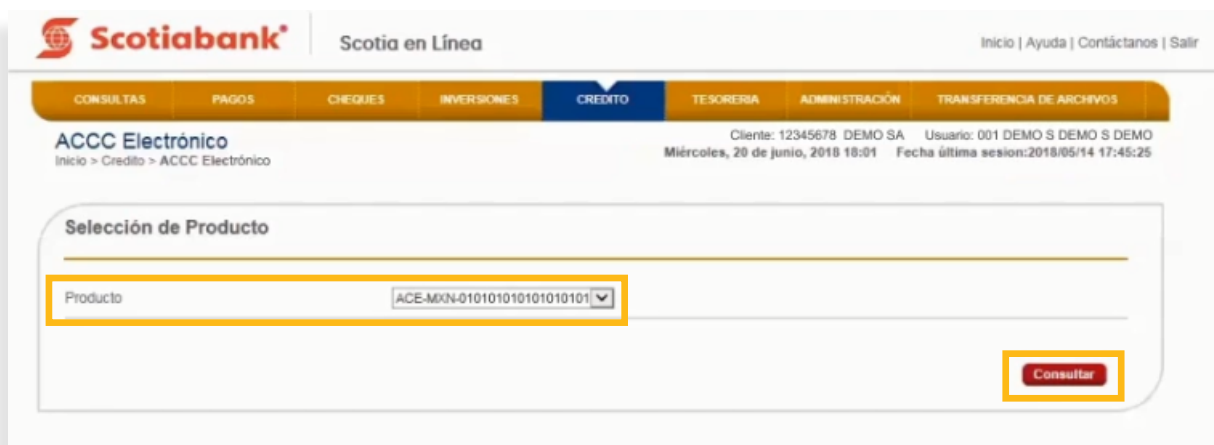 Scotiabank
Scotia en Línea
Inicio | Ayuda | Contáctanos | Salir
CONSULTAS PAGOS CHEQUES INVERSIONES CREDITO TESORERIA ADMINISTRACIÓN TRANSFERENCIA DE ARCHIVOS
ACCC Electrónico
Cliente: 12345678 DEMO SA Usuario: 001 DEMO S DEMO S DEMO
Inicio > Credito > ACCC Electrónico
Miércoles, 20 de junio, 2018 18:01 Fecha última sesion:2018/05/14 17:45:25
Selección de Producto
Producto ACE-MXN-010101010101010101
Consultar